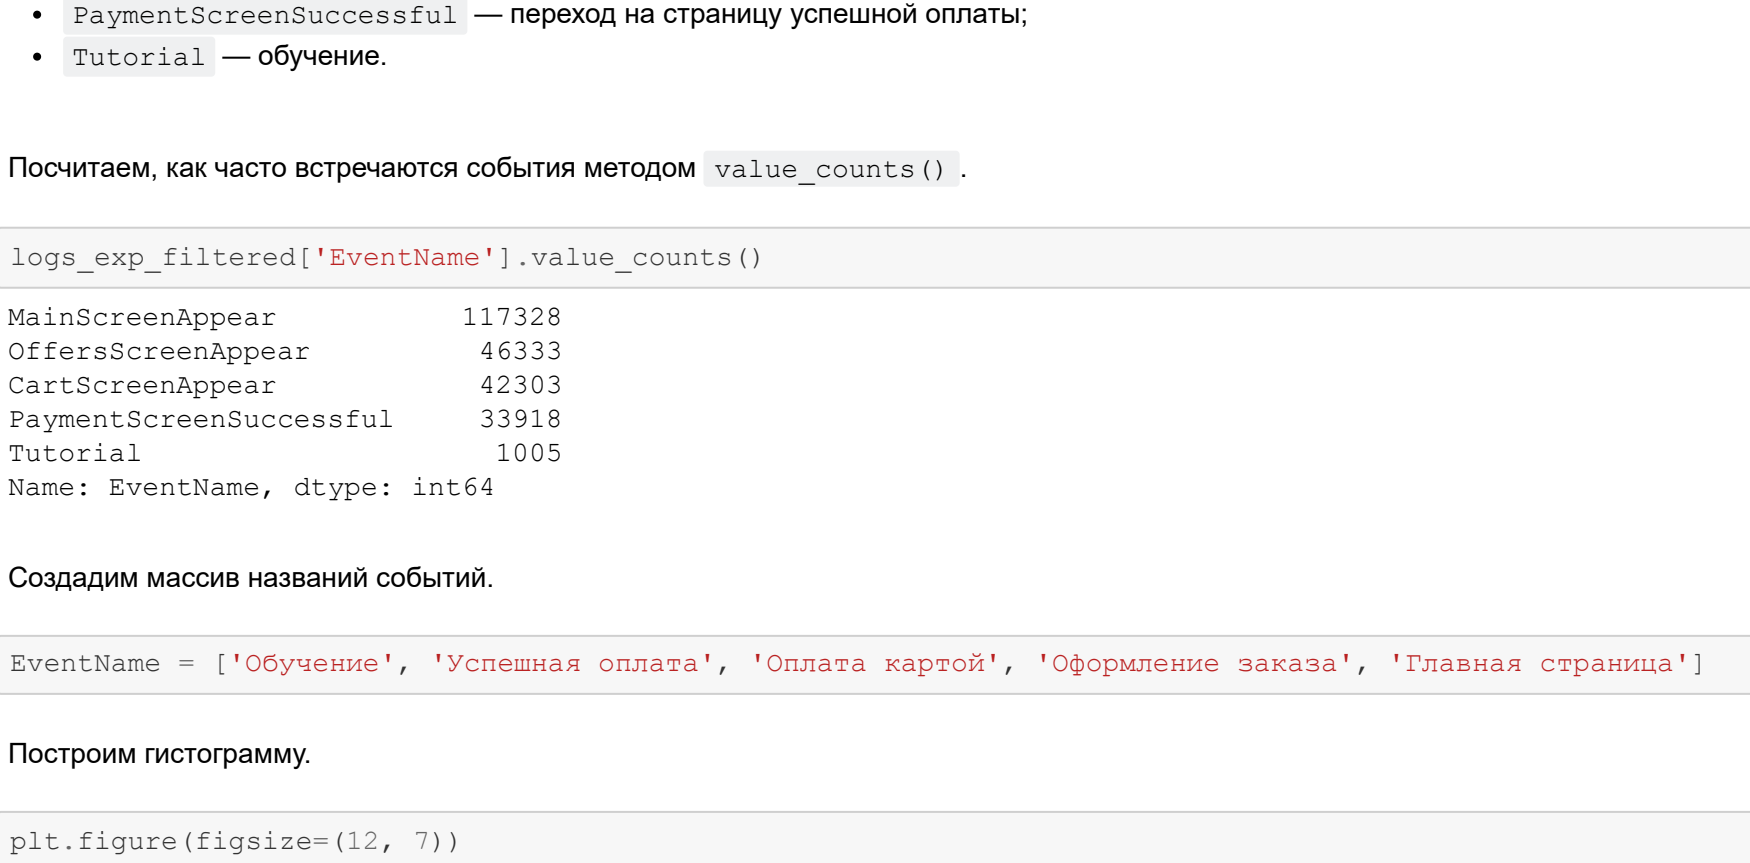 • PaymentScreenSuccessful — переход на страницу успешной оплаты;
• Tutorial — обучение.
Посчитаем, как часто встречаются события методом value_counts() .
logs_exp_filtered['EventName'].value_counts()
MainScreenAppear 117328
OffersScreenAppear 46333
CartScreenAppear 42303
PaymentScreenSuccessful 33918
Tutorial 1005
Name: EventName, dtype: int64
Создадим массив названий событий.
EventName = ['Обучение', 'Успешная оплата', 'Оплата картой', 'Оформление заказа', 'Главная страница']
Построим гистограмму.
plt.figure(figsize=(12, 7))